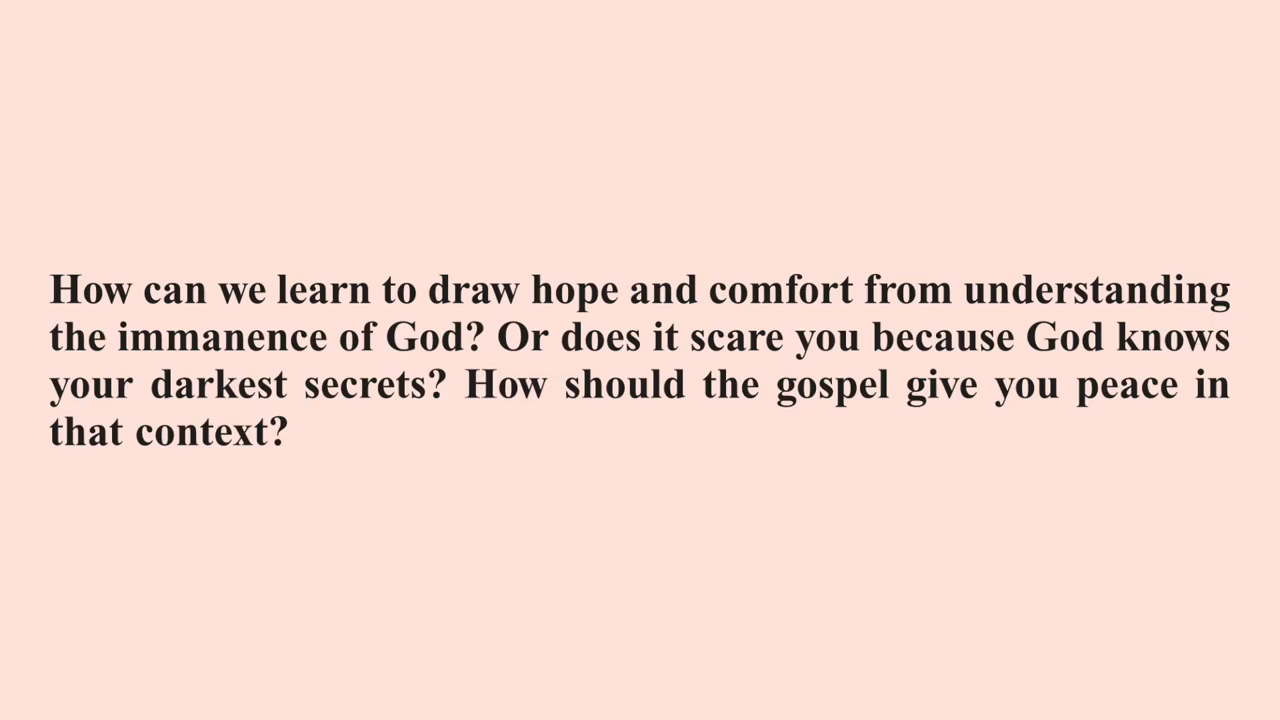 How can we learn to draw hope and comfort from understanding
the immanence of God? Or does it scare you because God knows
your darkest secrets? How should the gospel give you peace in
that context?